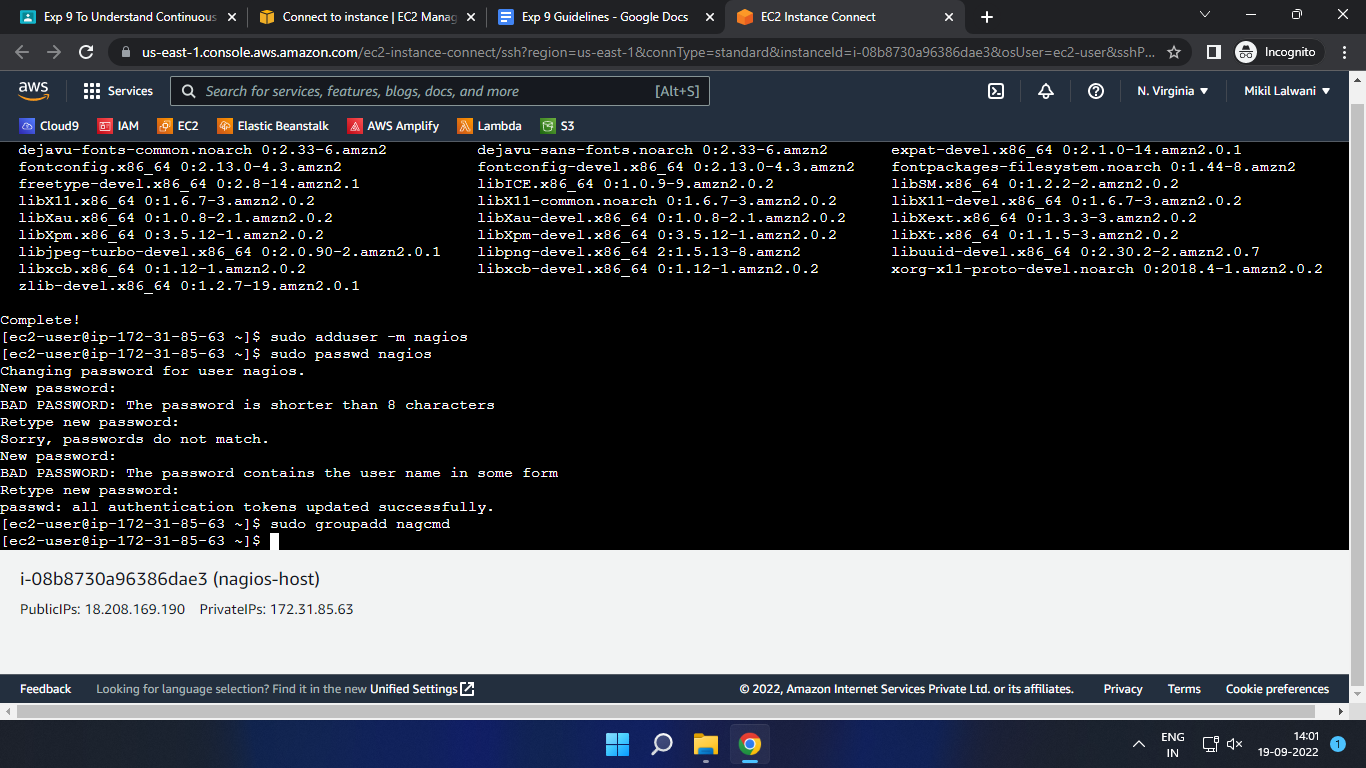 Exp 9 To Understand Continuous
Connect to instance | EC2 Manag
Exp 9 Guidelines - Google Docs
EC2 Instance Connect
us-east-1.console.aws.amazon.com/ec2-instance-connect/ssh?region=us-east-1&connType=standard&instanceId=i-08b8730a96386dae3&osUser=ec2-user&sshP...
Incognito
aws
Services
Search for services, features, blogs, docs, and more
[Alt+S]
N. Virginia
Mikil Lalwani
Cloud9
IAM
EC2
Elastic Beanstalk
AWS Amplify
Lambda
S3
dejavu-fonts-common.noarch 0:2.33-6.amzn2 dejavu-sans-fonts.noarch 0:2.33-6.amzn2 expat-devel.x86_64 0:2.1.0-14.amzn2.0.1
fontconfig.x86_64 0:2.13.0-4.3.amzn2 fontconfig-devel.x86_64 0:2.13.0-4.3.amzn2 fontpackages-filesystem.noarch 0:1.44-8.amzn2
freetype-devel.x86_64 0:2.8-14.amzn2.1 libICE.x86_64 0:1.0.9-9.amzn2.0.2 libSM.x86_64 0:1.2.2-2.amzn2.0.2
libX11.x86_64 0:1.6.7-3.amzn2.0.2 libX11-common.noarch 0:1.6.7-3.amzn2.0.2 libX11-devel.x86_64 0:1.6.7-3.amzn2.0.2
libXau.x86_64 0:1.0.8-2.1.amzn2.0.2 libXau-devel.x86_64 0:1.0.8-2.1.amzn2.0.2 libXext.x86_64 0:1.3.3-3.amzn2.0.2
libXpm.x86_64 0:3.5.12-1.amzn2.0.2 libXpm-devel.x86_64 0:3.5.12-1.amzn2.0.2 libXt.x86_64 0:1.1.5-3.amzn2.0.2
libjpeg-turbo-devel.x86_64 0:2.0.90-2.amzn2.0.1 libpng-devel.x86_64 2:1.5.13-8.amzn2 libuuid-devel.x86_64 0:2.30.2-2.amzn2.0.7
libxcb.x86_64 0:1.12-1.amzn2.0.2 libxcb-devel.x86_64 0:1.12-1.amzn2.0.2 xorg-x11-proto-devel.noarch 0:2018.4-1.amzn2.0.2
zlib-devel.x86_64 0:1.2.7-19.amzn2.0.1
Complete!
[ec2-user@ip-172-31-85-63 ~]$ sudo adduser -m nagios
[ec2-user@ip-172-31-85-63 ~]$ sudo passwd nagios
Changing password for user nagios.
New password:
BAD PASSWORD: The password is shorter than 8 characters
Retype new password:
Sorry, passwords do not match.
New password:
BAD PASSWORD: The password contains the user name in some form
Retype new password:
passwd: all authentication tokens updated successfully.
[ec2-user@ip-172-31-85-63 ~]$ sudo groupadd nagcmd
[ec2-user@ip-172-31-85-63 ~]$
i-08b8730a96386dae3 (nagios-host)
PublicIPs: 18.208.169.190 PrivateIPs: 172.31.85.63
Feedback
Looking for language selection? Find it in the new Unified Settings
© 2022, Amazon Internet Services Private Ltd. or its affiliates.
Privacy
Terms
Cookie preferences
ENG
IN
14:01
19-09-2022
1